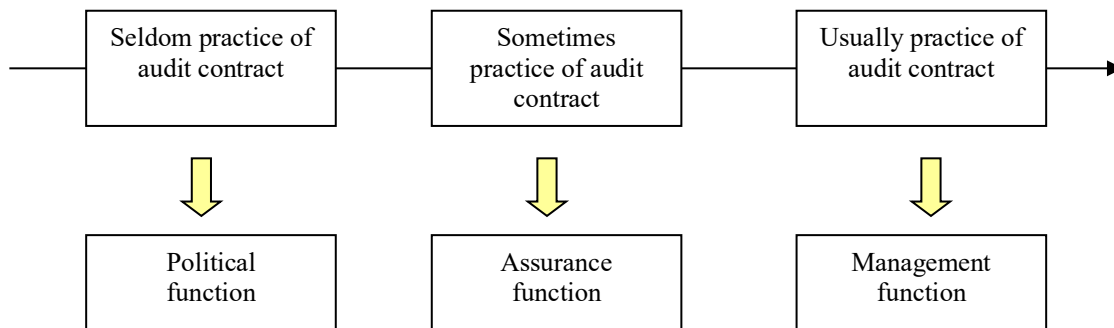 Seldom practice of
audit contract
Sometimes
practice of audit
contract
Usually practice of
audit contract
Political
function
Assurance
function
Management
function